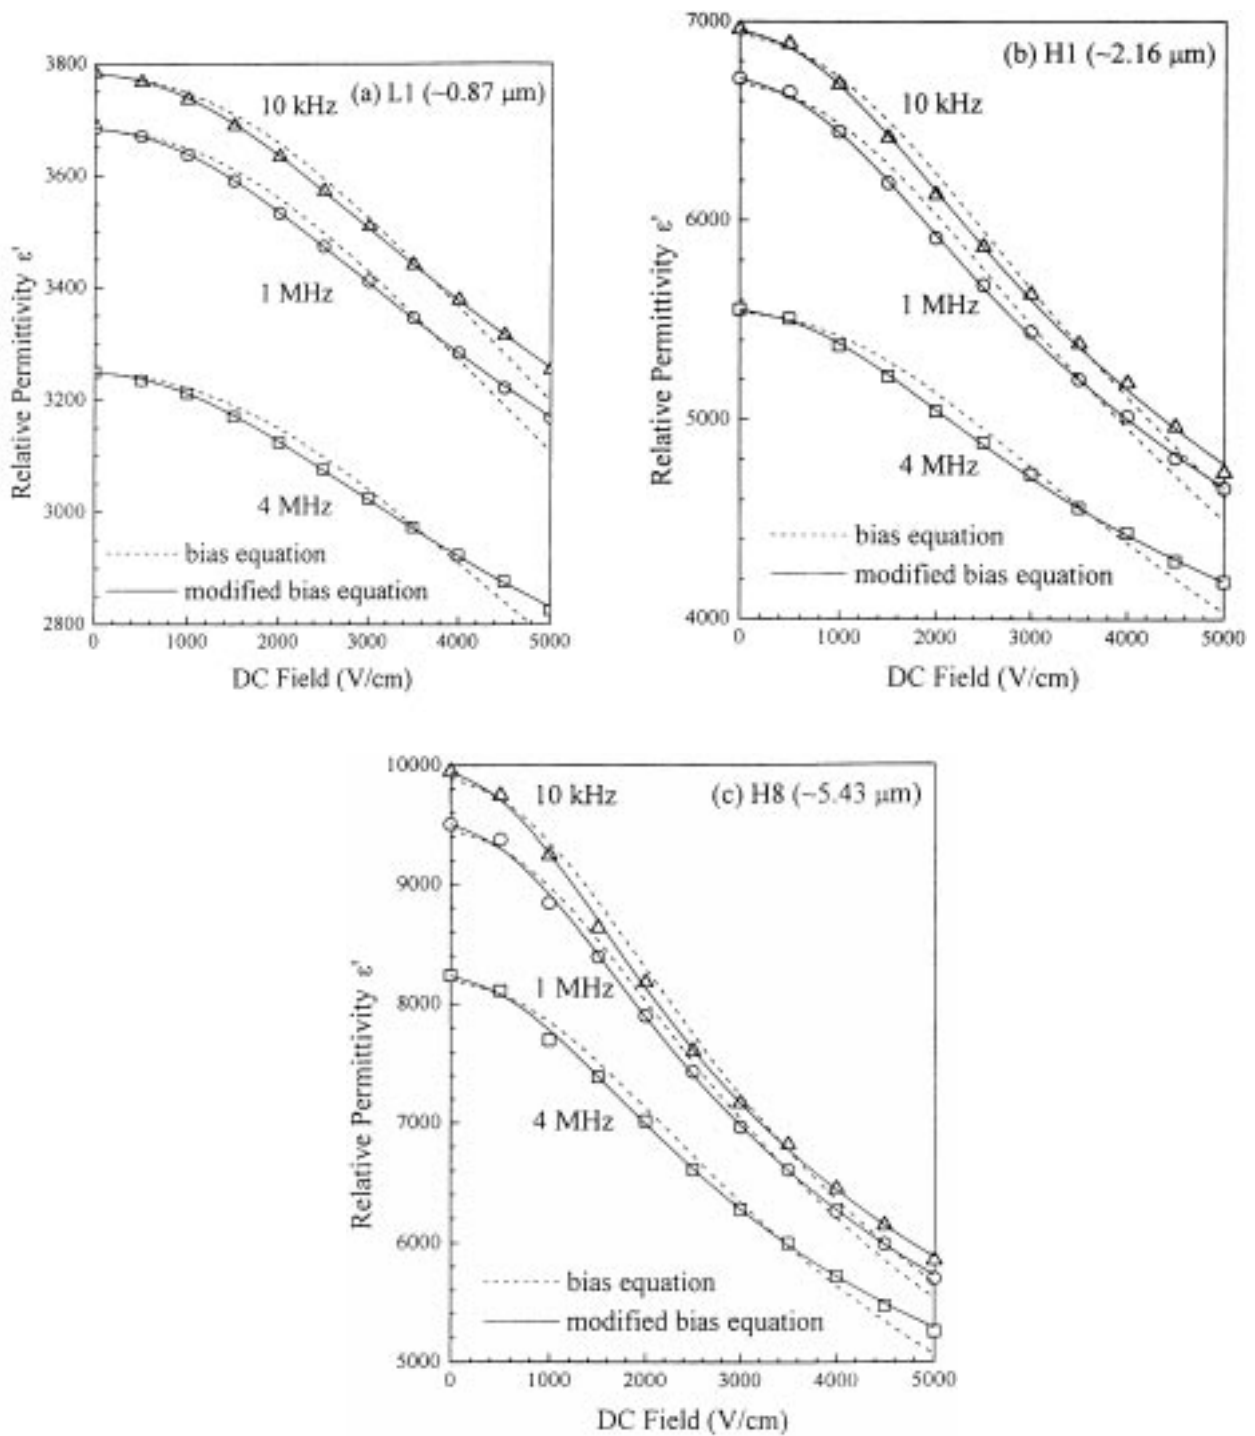 3800
3600
3400
3200
3000
2800
Relative Permittivity ε'
(a) L1 (~0.87 μm)
10 kHz
1 MHz
4 MHz
bias equation
modified bias equation
0 1000 2000 3000 4000 5000
DC Field (V/cm)
7000
6000
5000
4000
Relative Permittivity ε'
(b) H1 (~2.16 μm)
10 kHz
1 MHz
4 MHz
bias equation
modified bias equation
0 1000 2000 3000 4000 5000
DC Field (V/cm)
10000
9000
8000
7000
6000
5000
Relative Permittivity ε'
(c) H8 (~5.43 μm)
10 kHz
1 MHz
4 MHz
bias equation
modified bias equation
0 1000 2000 3000 4000 5000
DC Field (V/cm)